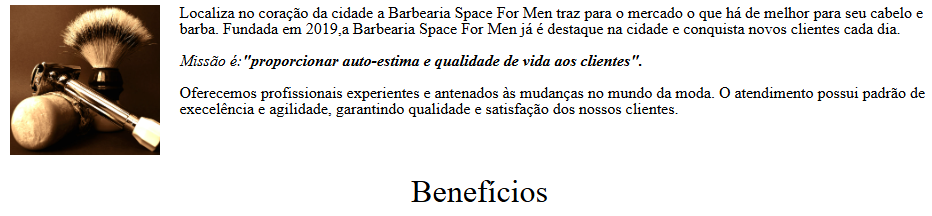 Localiza no coração da cidade a Barbearia Space For Men traz para o mercado o que há de melhor para seu cabelo e
barba. Fundada em 2019,a Barbearia Space For Men já é destaque na cidade e conquista novos clientes cada dia.
Missão é:"proporcionar auto-estima e qualidade de vida aos clientes".
Oferecemos profissionais experientes e antenados às mudanças no mundo da moda. O atendimento possui padrão de
execelência e agilidade, garantindo qualidade e satisfação dos nossos clientes.
Benefícios